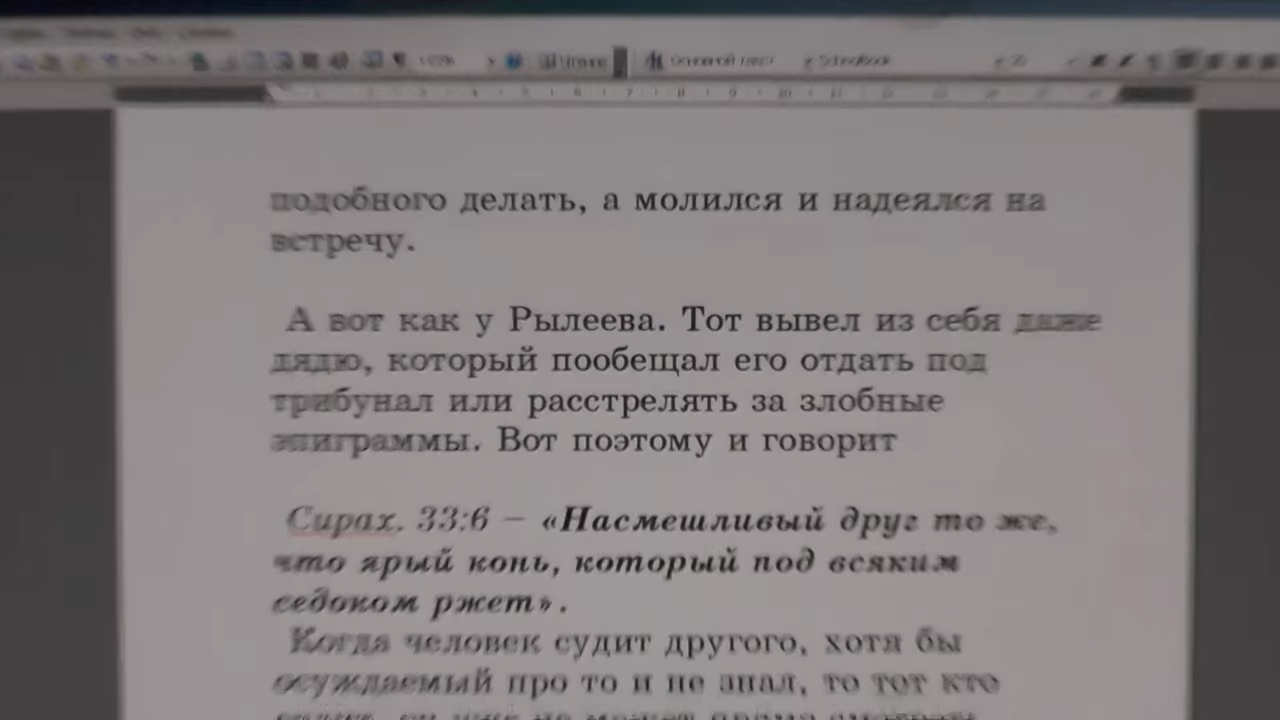 подобного делать, а молился и надеялся на
встречу.
А вот как у Рылеева. Тот вывел из себя даже
дядю, который пообещал его отдать под
трибунал или расстрелять за злобные
эпиграммы. Вот поэтому и говорит
Сирах. 33:6 – «Насмешливый друг то же,
что ярый конь, который под всяким
седоком ржет».
Когда человек судит другого, хотя бы
осуждаемый про то и не знал, то тот кто